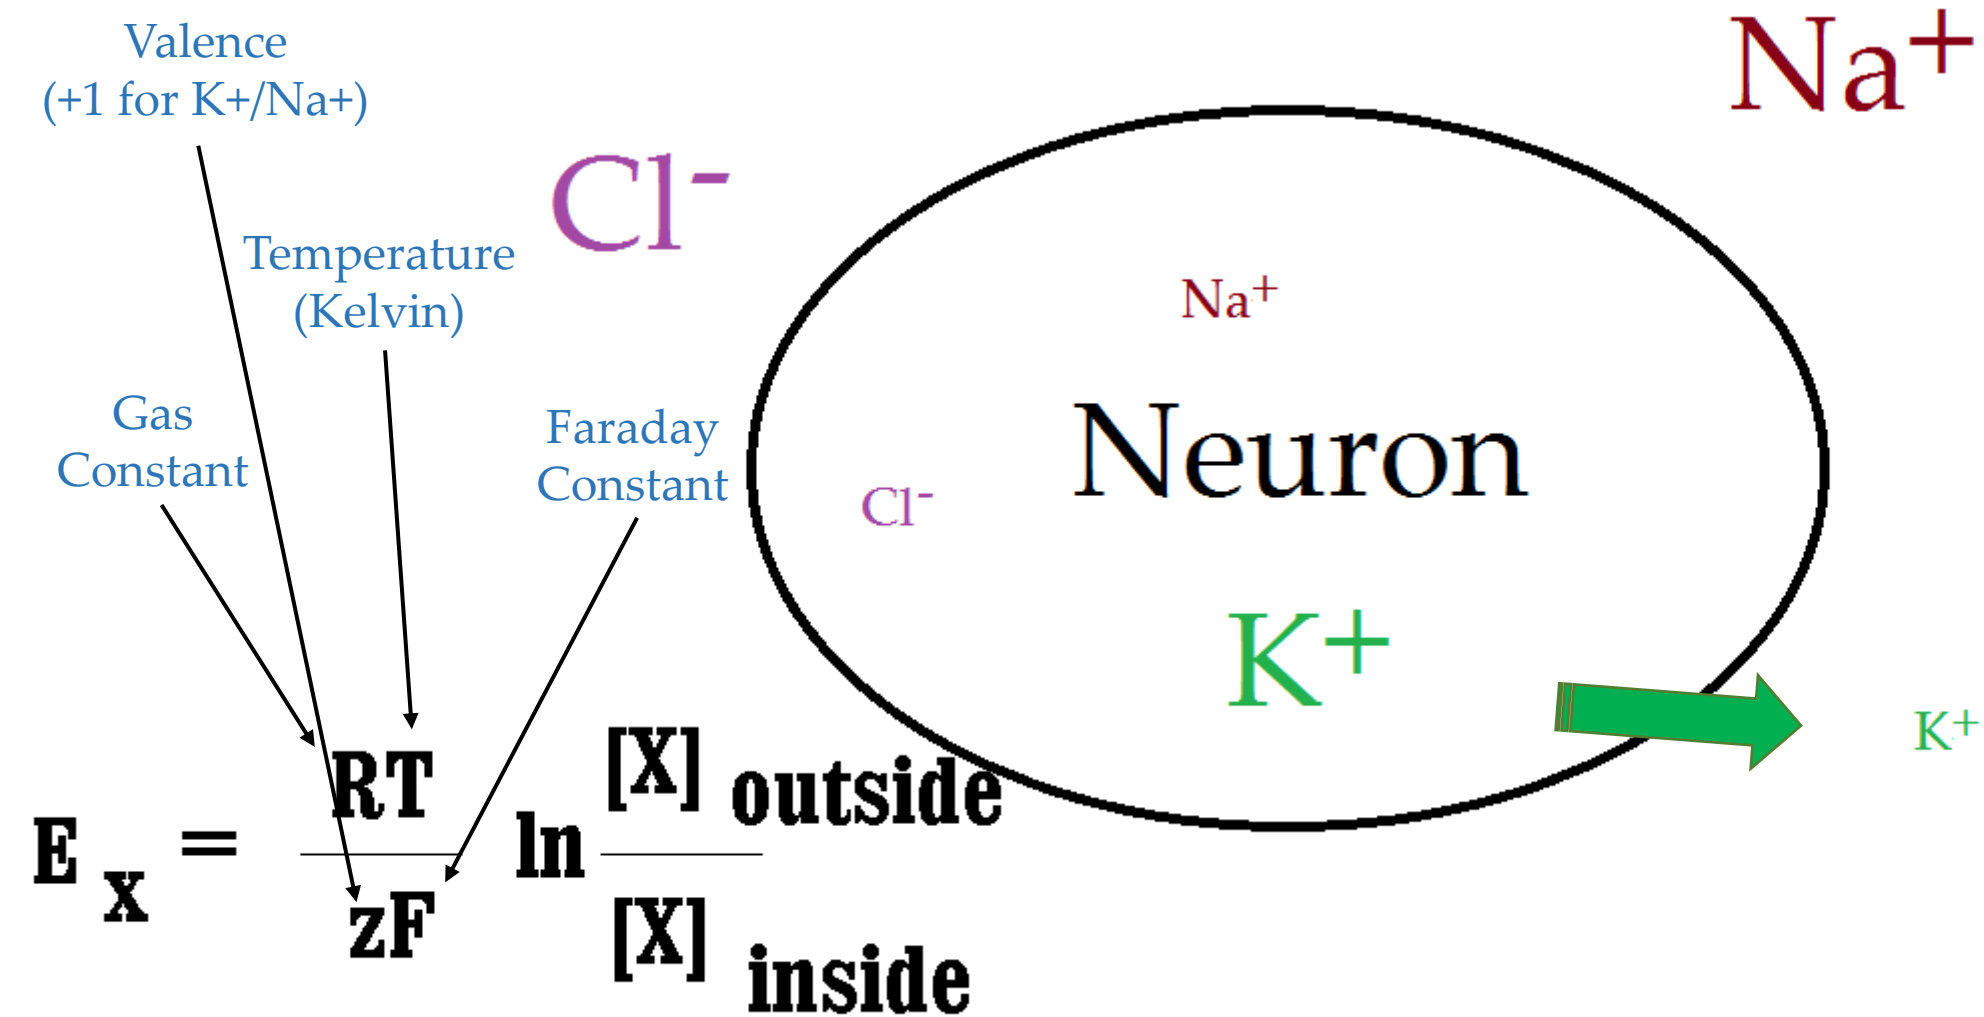 Valence
(+1 for K+/Na+)
Temperature
(Kelvin)
Gas
Constant
Faraday
Constant
E x = RT
zF
ln [X] outside
[X] inside
Cl-
Na+
Na+
Neuron
Cl-
K+
K+